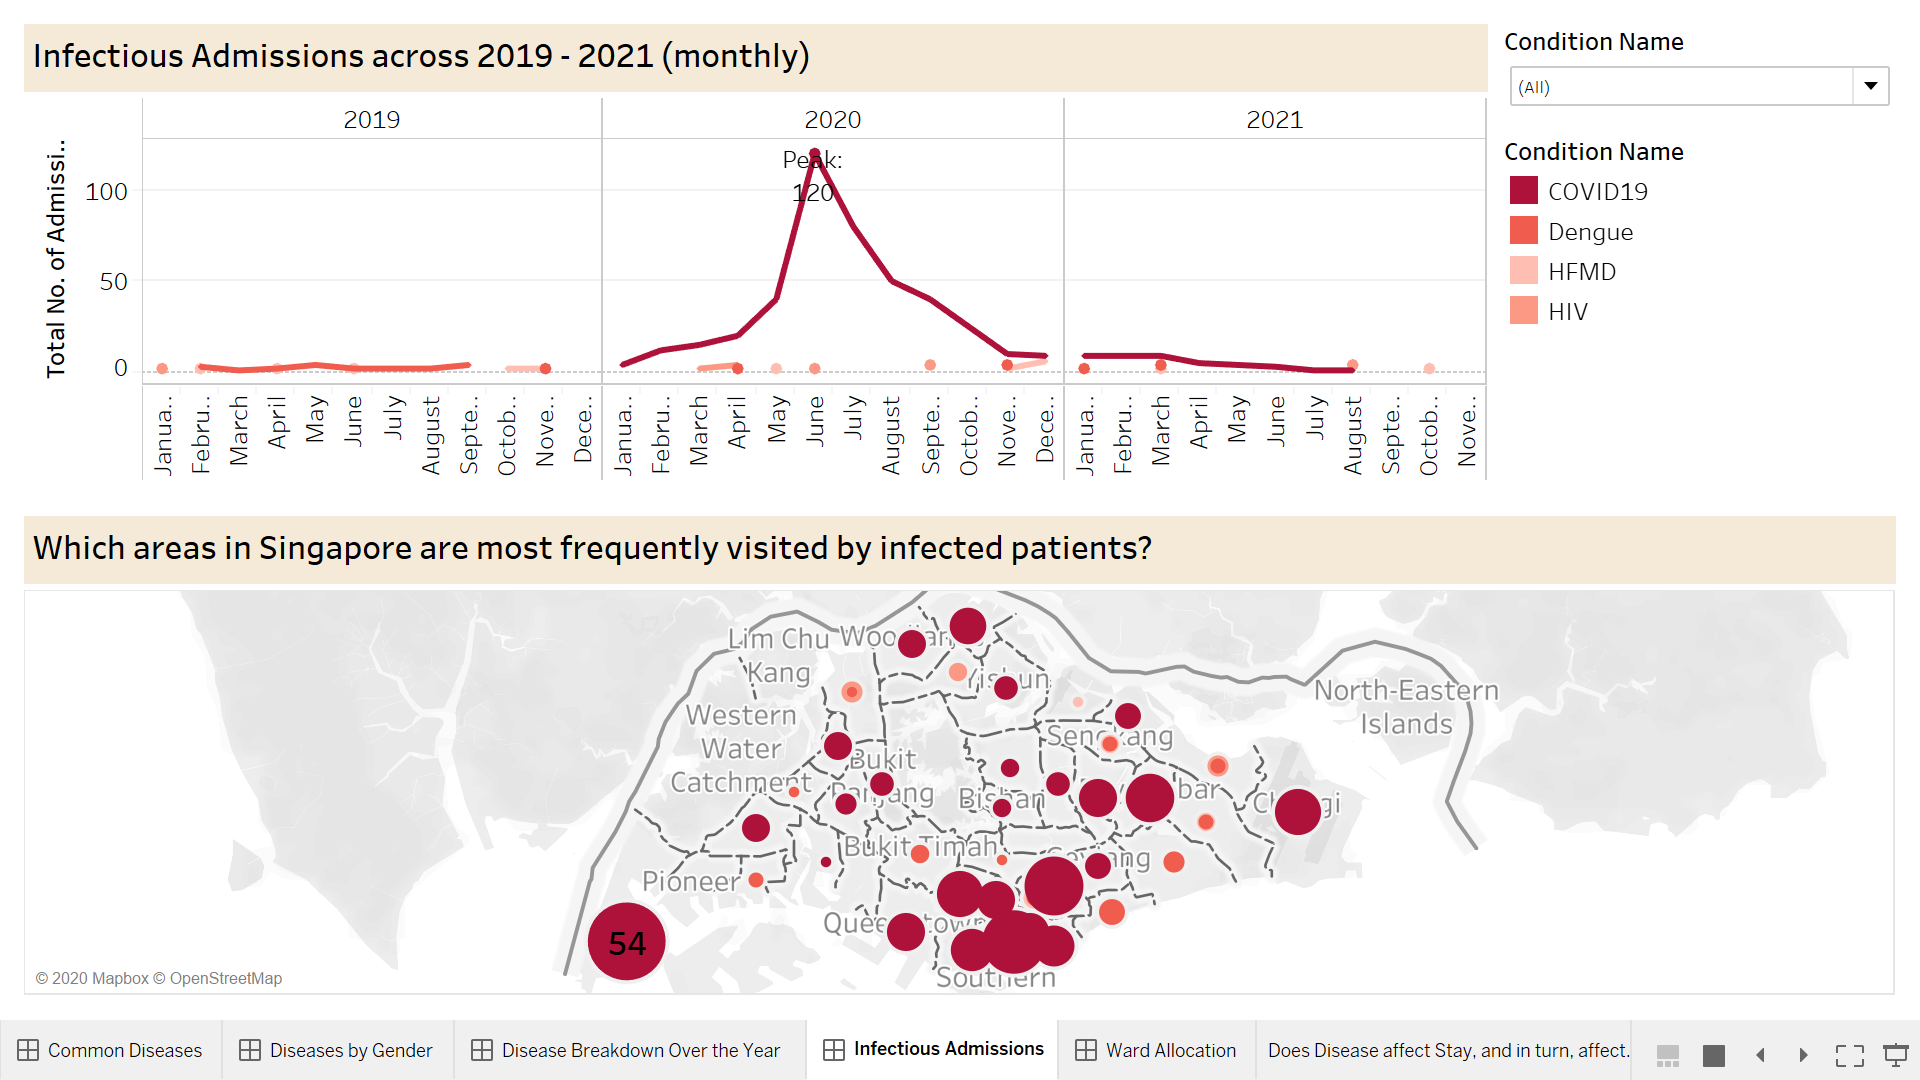 Infectious Admissions across 2019 - 2021 (monthly)
Condition Name
(All)
Condition Name
COVID19
Dengue
HFMD
HIV
2019
2020
2021
Total No. of Admissi..
100
50
0
Peak:
120
Janua..
Febru..
March
April
May
June
July
August
Septe..
Octob..
Nove..
Dece..
Janua..
Febru..
March
April
May
June
July
August
Septe..
Octob..
Nove..
Dece..
Janua..
Febru..
March
April
May
June
July
August
Septe..
Octob..
Nove..
Which areas in Singapore are most frequently visited by infected patients?
Lim Chu
Kang
Western
Water
Catchment
Bukit
Bukit Timah
Pioneer
North-Eastern
Islands
Southern
54
© 2020 Mapbox © OpenStreetMap
Common Diseases
Diseases by Gender
Disease Breakdown Over the Year
Infectious Admissions
Ward Allocation
Does Disease affect Stay, and in turn, affect.